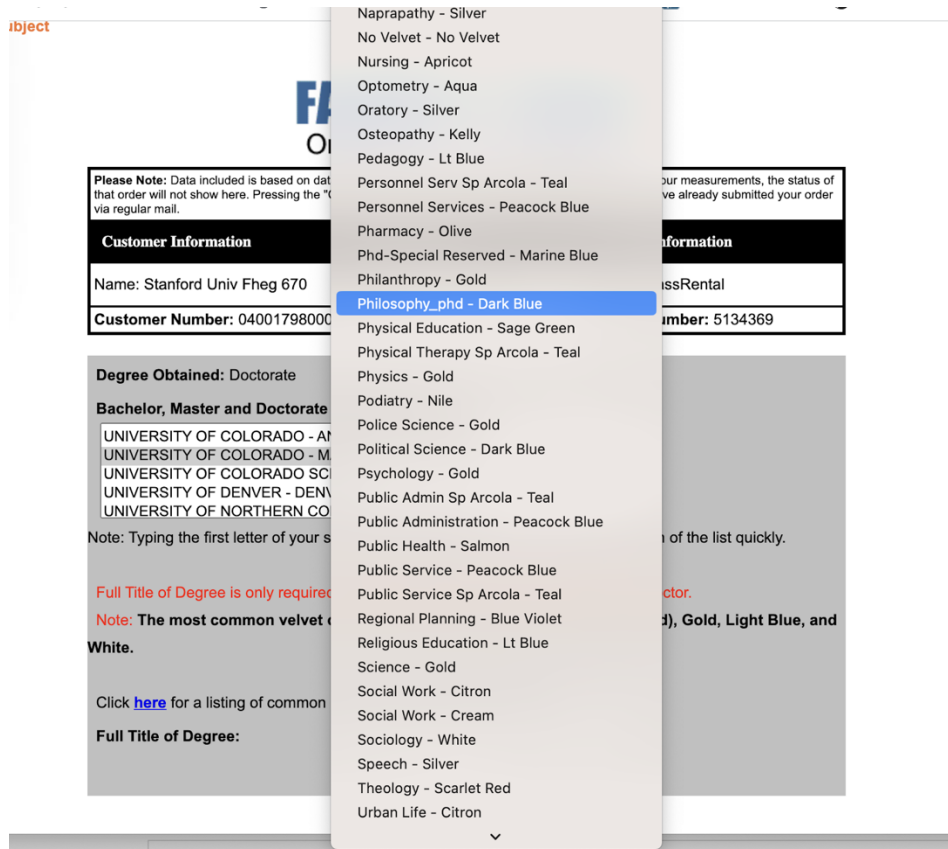 ubject
FA
Or
Please Note: Data included is based on dat
that order will not show here. Pressing the "
via regular mail.
our measurements, the status of
ve already submitted your order
Customer Information
nformation
Name: Stanford Univ Fheg 670
ssRental
Customer Number: 04001798000
umber: 5134369
Degree Obtained: Doctorate
Bachelor, Master and Doctorate
UNIVERSITY OF COLORADO - A
UNIVERSITY OF COLORADO - M
UNIVERSITY OF COLORADO SC
UNIVERSITY OF DENVER - DENV
UNIVERSITY OF NORTHERN CO
Note: Typing the first letter of your s
n of the list quickly.
Full Title of Degree is only required
ctor.
Note: The most common velvet
d), Gold, Light Blue, and
White.
Click here for a listing of common
Full Title of Degree:
Naprapathy - Silver
No Velvet - No Velvet
Nursing - Apricot
Optometry - Aqua
Oratory - Silver
Osteopathy - Kelly
Pedagogy - Lt Blue
Personnel Serv Sp Arcola - Teal
Personnel Services - Peacock Blue
Pharmacy - Olive
Phd-Special Reserved - Marine Blue
Philanthropy - Gold
Philosophy_phd - Dark Blue
Physical Education - Sage Green
Physical Therapy Sp Arcola - Teal
Physics - Gold
Podiatry - Nile
Police Science - Gold
Political Science - Dark Blue
Psychology - Gold
Public Admin Sp Arcola - Teal
Public Administration - Peacock Blue
Public Health - Salmon
Public Service - Peacock Blue
Public Service Sp Arcola - Teal
Regional Planning - Blue Violet
Religious Education - Lt Blue
Science - Gold
Social Work - Citron
Social Work - Cream
Sociology - White
Speech - Silver
Theology - Scarlet Red
Urban Life - Citron